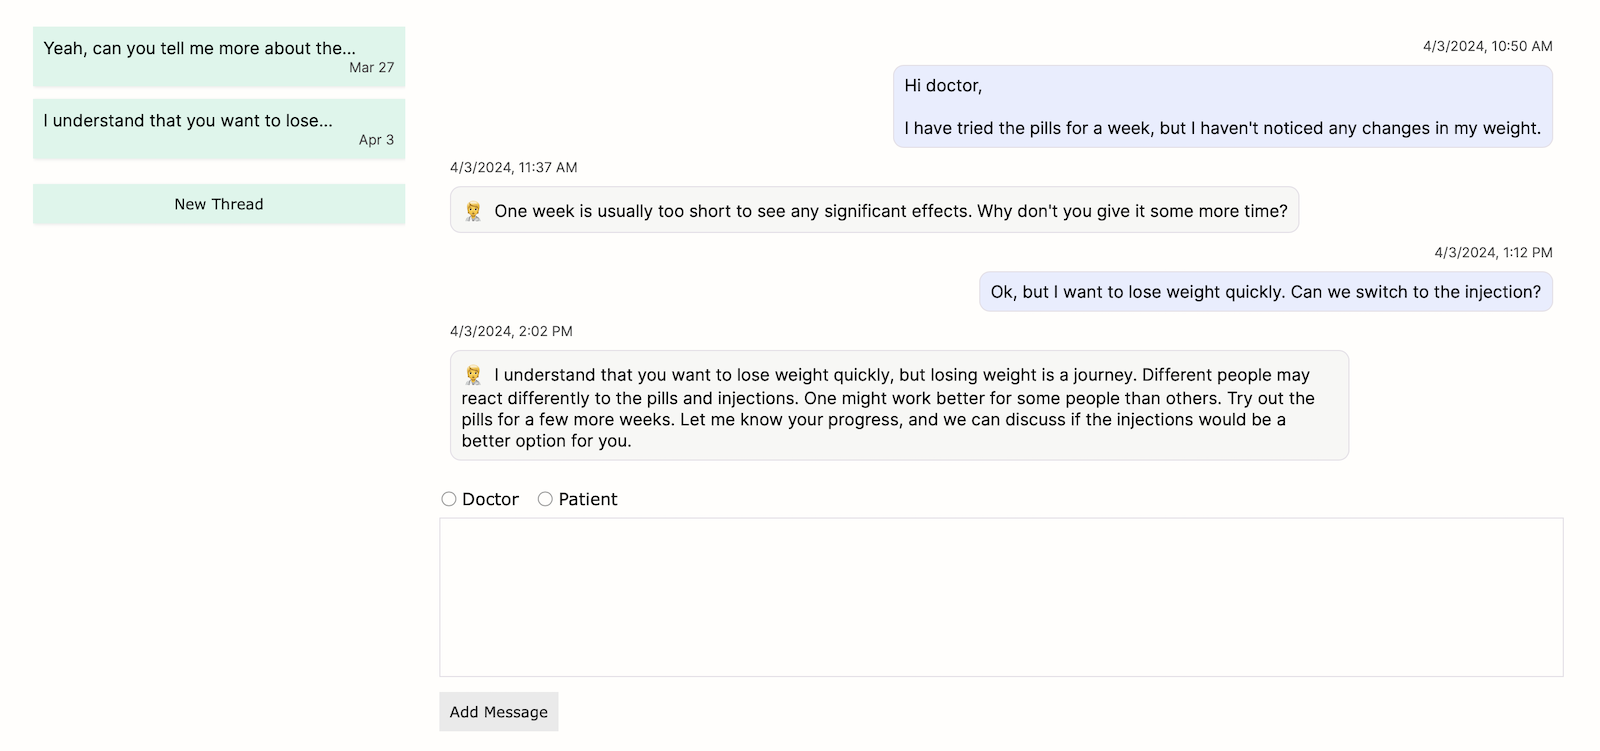 Yeah, can you tell me more about the...
Mar 27
I understand that you want to lose...
Apr 3
New Thread
4/3/2024, 10:50 AM
Hi doctor,
I have tried the pills for a week, but I haven't noticed any changes in my weight.
4/3/2024, 11:37 AM
One week is usually too short to see any significant effects. Why don't you give it some more time?
4/3/2024, 1:12 PM
Ok, but I want to lose weight quickly. Can we switch to the injection?
4/3/2024, 2:02 PM
I understand that you want to lose weight quickly, but losing weight is a journey. Different people may
react differently to the pills and injections. One might work better for some people than others. Try out the
pills for a few more weeks. Let me know your progress, and we can discuss if the injections would be a
better option for you.
Doctor Patient
Add Message